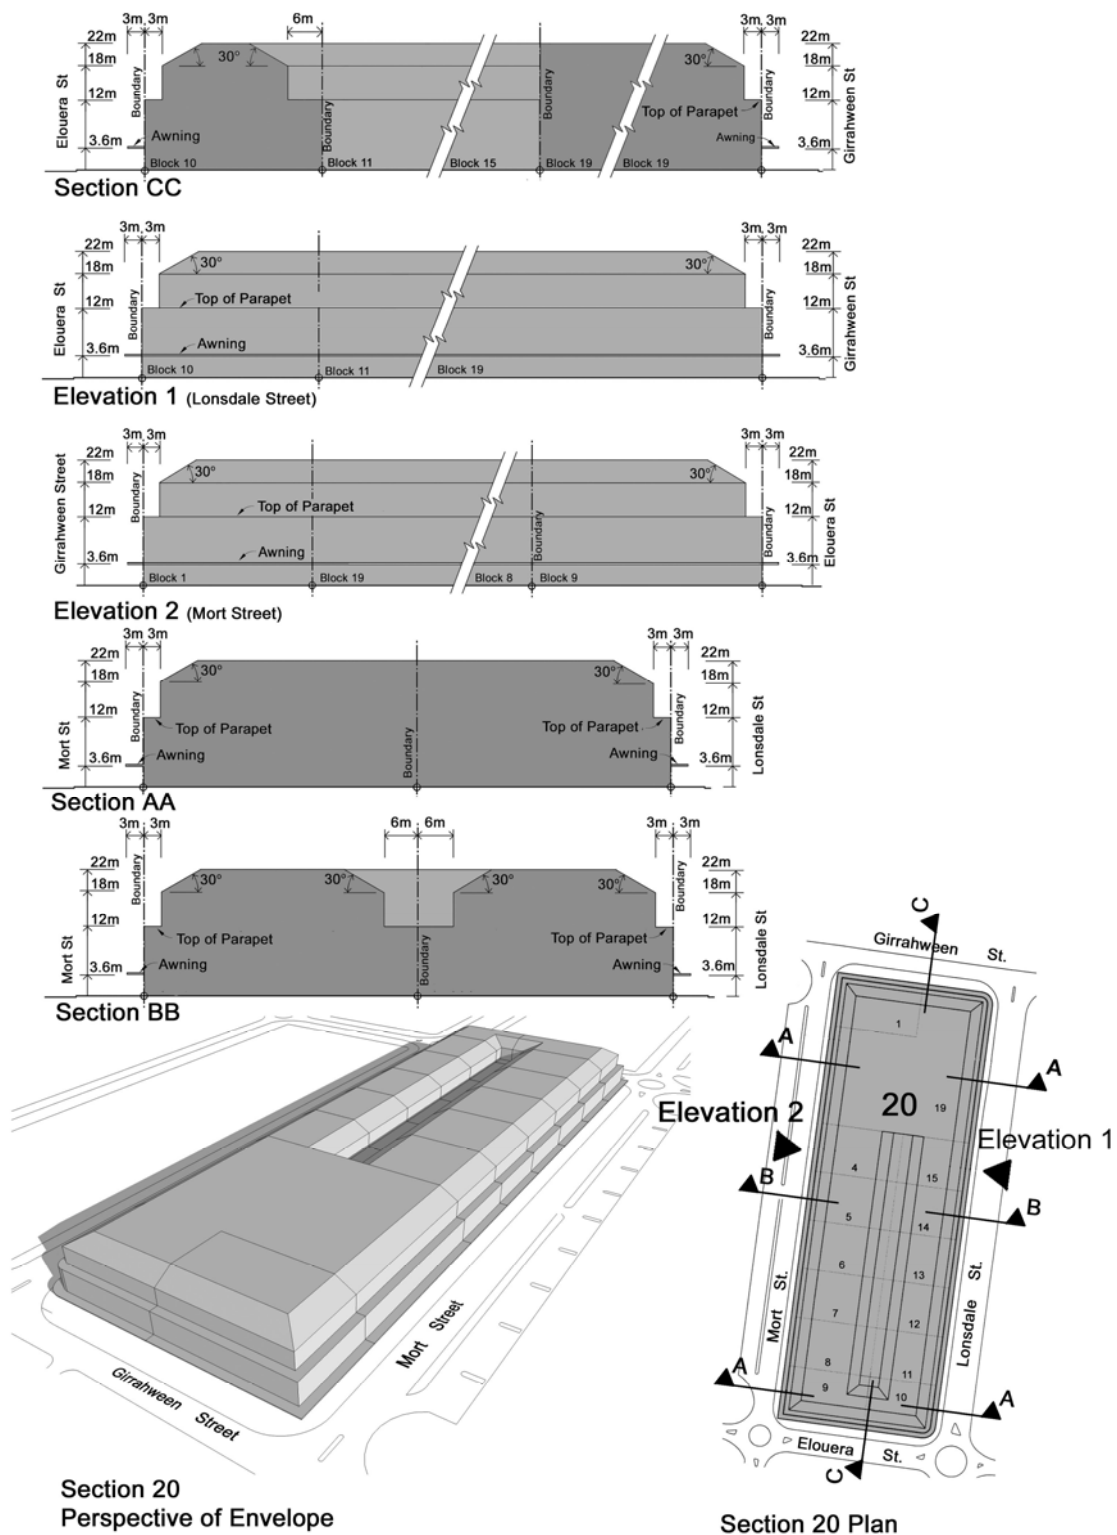 3m 3m
6m
3m 3m
22m
18m
12m
3.6m
Elouera St
Boundary
30°
30°
Awning
Boundary
Boundary
Top of Parapet
Awning
Boundary
22m
18m
12m
3.6m
Girrahween St
Block 10
Block 11
Block 15
Block 19
Block 19
Section CC
3m 3m
3m 3m
22m
18m
12m
3.6m
Elouera St
Boundary
30°
30°
Top of Parapet
Awning
Boundary
22m
18m
12m
3.6m
Girrahween St
Block 10
Block 11
Block 19
Elevation 1 (Lonsdale Street)
3m 3m
3m 3m
22m
18m
12m
3.6m
Girrahween Street
Boundary
30°
30°
Top of Parapet
Awning
Boundary
Boundary
22m
18m
12m
3.6m
Elouera St
Block 1
Block 19
Block 8
Block 9
Elevation 2 (Mort Street)
3m 3m
3m 3m
22m
18m
12m
3.6m
Mort St
Boundary
30°
30°
Top of Parapet
Awning
Boundary
Top of Parapet
Awning
Boundary
22m
18m
12m
3.6m
Lonsdale St
Section AA
3m 3m
6m 6m
3m 3m
22m
18m
12m
3.6m
Mort St
Boundary
30°
30°
30°
30°
Top of Parapet
Awning
Boundary
Top of Parapet
Awning
Boundary
22m
18m
12m
3.6m
Lonsdale St
Section BB
Girrahween Street
Mort Street
Section 20
Perspective of Envelope
C
Girrahween St.
1
A
A
Elevation 2
20
19
Elevation 1
4
15
B
B
5
14
6
13
7
12
8
11
A
9
10
A
Mort St.
Lonsdale St.
Elouera St.
C
Section 20 Plan